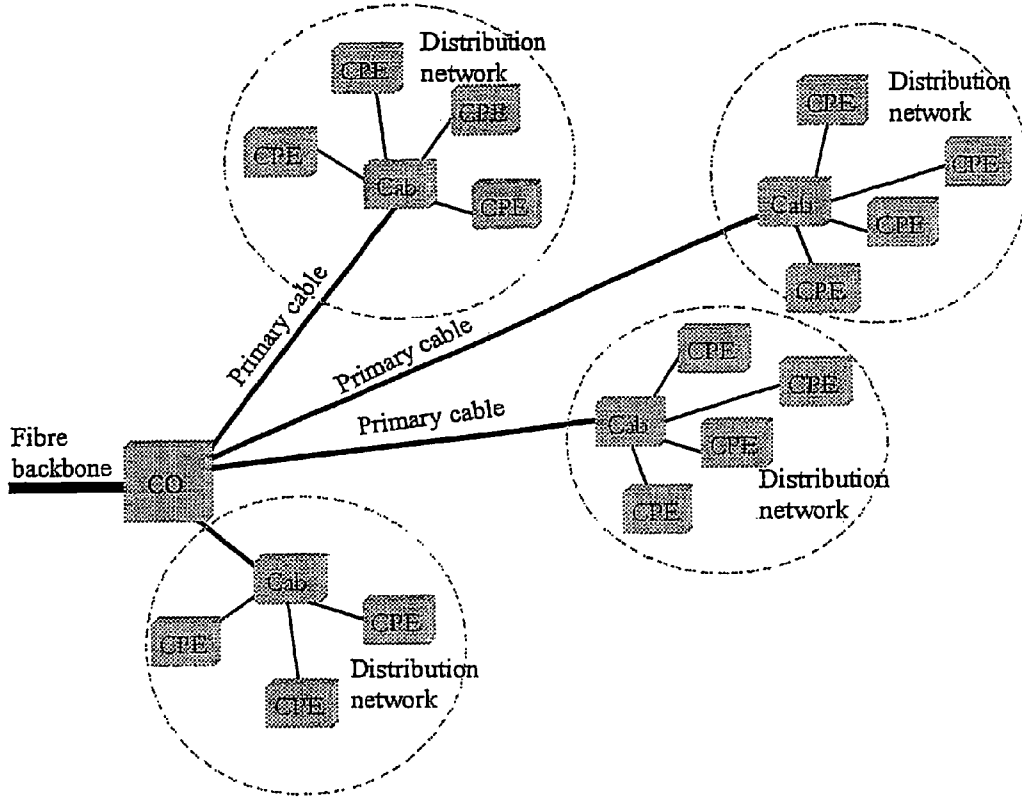 Distribution
network
CPE
CPE
CPE
Cab
CPE
Distribution
network
CPE
CPE
Cab
CPE
CPE
Primary cable
Primary cable
Primary cable
CPE
CPE
Cab
CPE
CPE
Distribution
network
Fibre
backbone
CO
Cab
CPE
CPE
CPE
Distribution
network